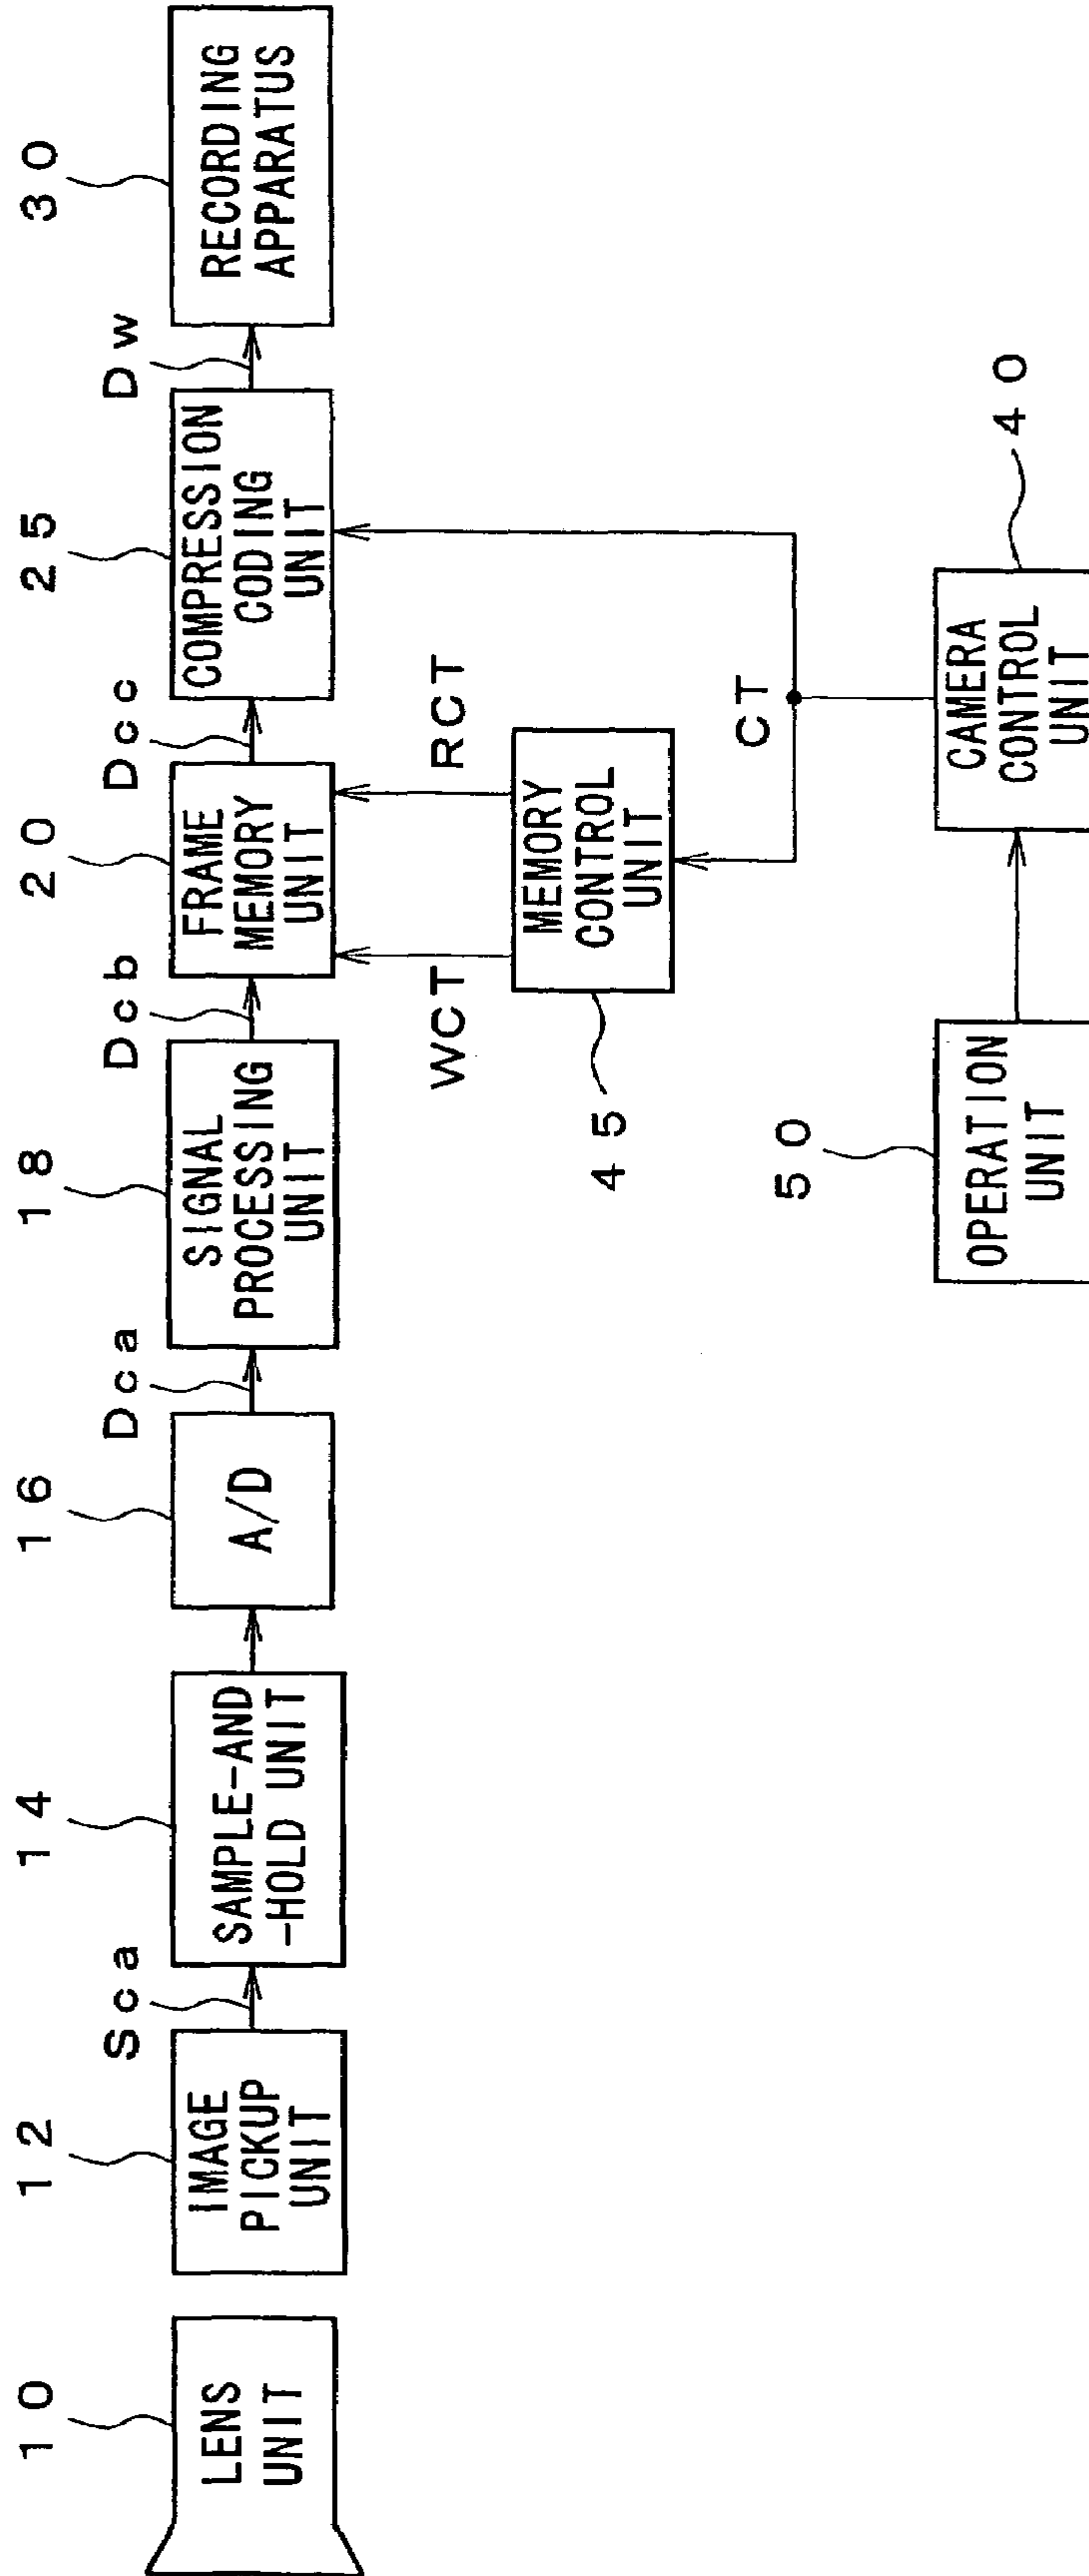 10
LENS
UNIT
12
IMAGE
PICKUP
UNIT
Sca
14
SAMPLE-AND
-HOLD UNIT
16
A/D
Dca
18
SIGNAL
PROCESSING
UNIT
Dcb
20
FRAME
MEMORY
UNIT
Dcc
25
COMPRESSION
CODING
UNIT
Dw
30
RECORDING
APPARATUS
WCT
RCT
45
MEMORY
CONTROL
UNIT
CT
50
OPERATION
UNIT
CAMERA
CONTROL
UNIT
40